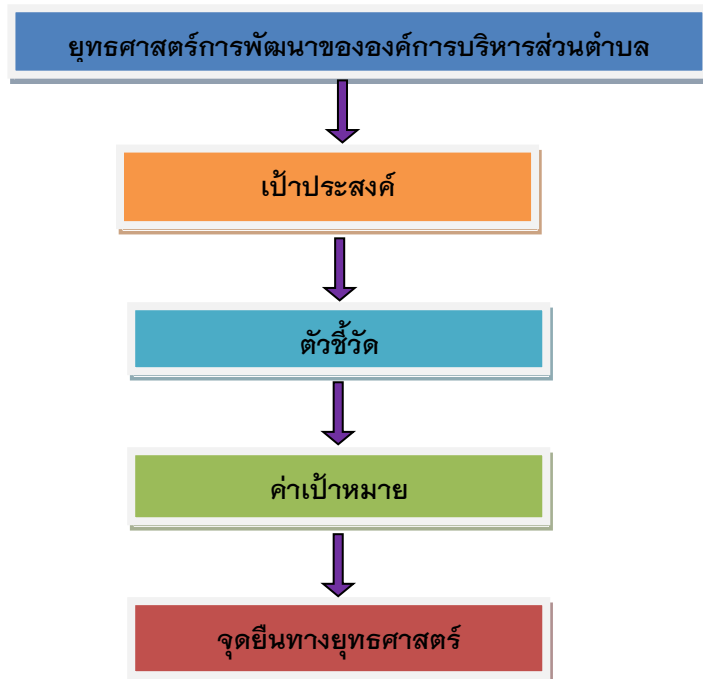 ยุทธศาสตร์การพัฒนาขององค์การบริหารส่วนตำบล
เป้าประสงค์
ตัวชี้วัด
ค่าเป้าหมาย
จุดยืนทางยุทธศาสตร์